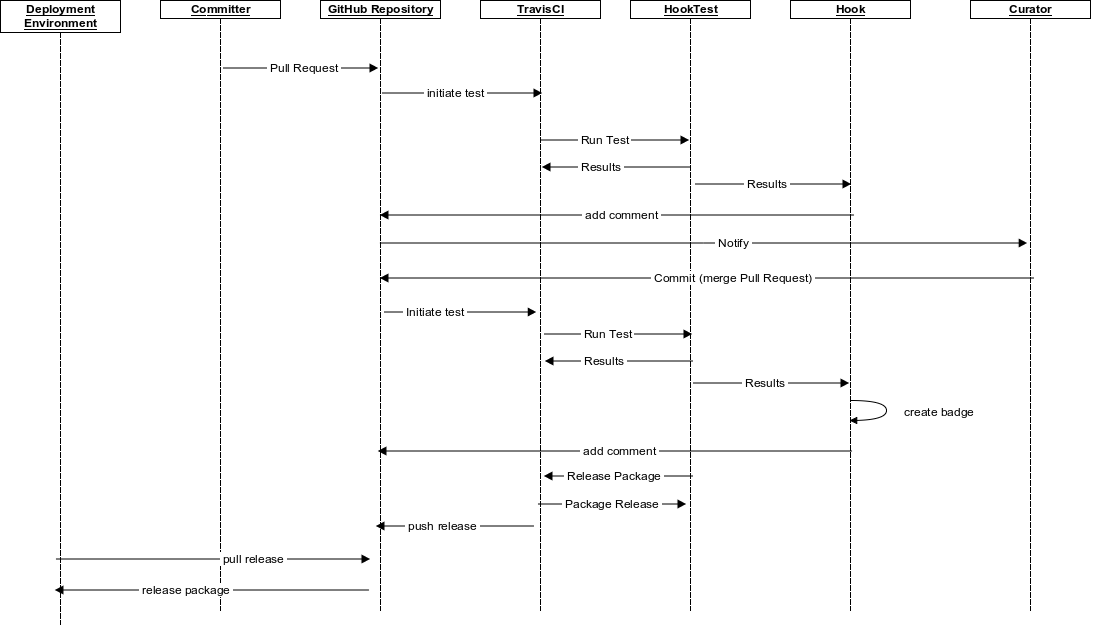 Deployment
Environment
Committer
GitHub Repository
TravisCI
HookTest
Hook
Curator
Pull Request
initiate test
Run Test
Results
Results
add comment
Notify
Commit (merge Pull Request)
Initiate test
Run Test
Results
Results
create badge
add comment
Release Package
Package Release
push release
pull release
release package